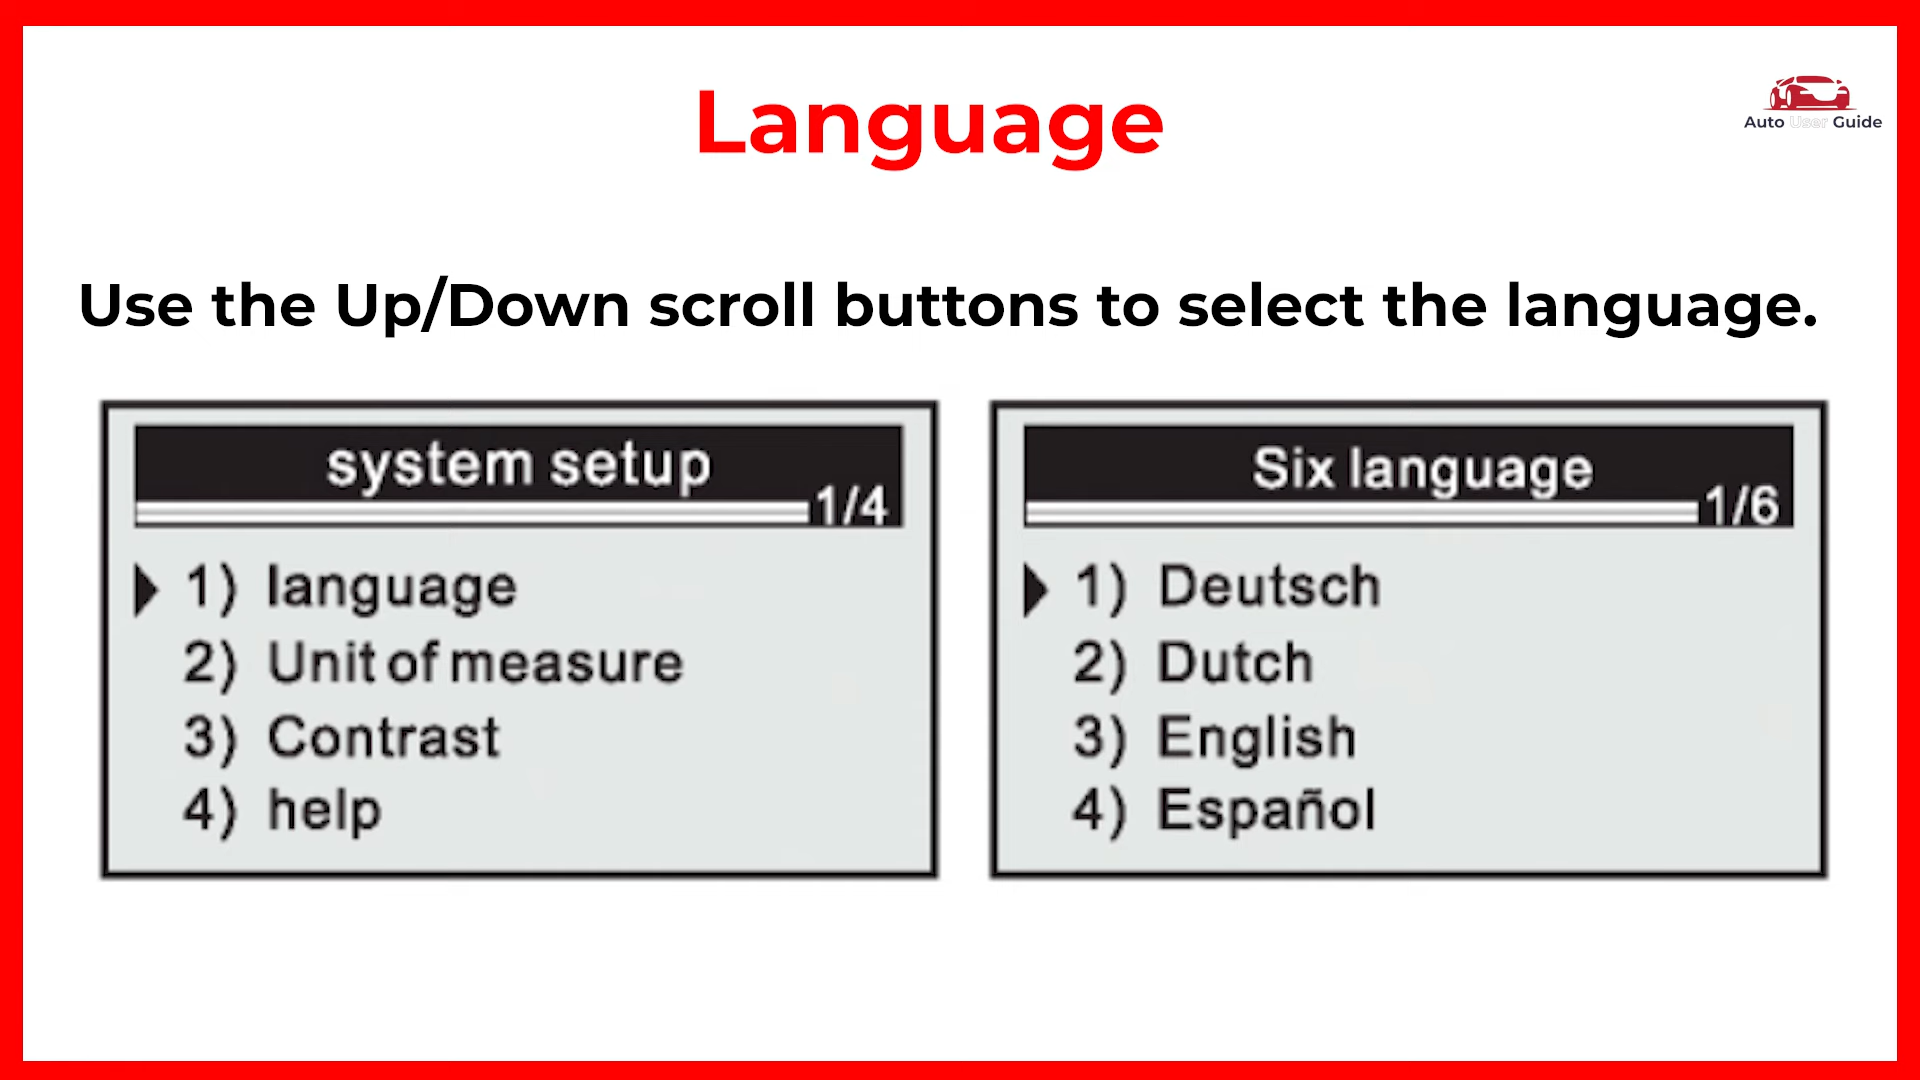 Language
Auto User Guide
Use the Up/Down scroll buttons to select the language.
system setup
1/4
1) language
2) Unit of measure
3) Contrast
4) help
Six language
1/6
1) Deutsch
2) Dutch
3) English
4) Español